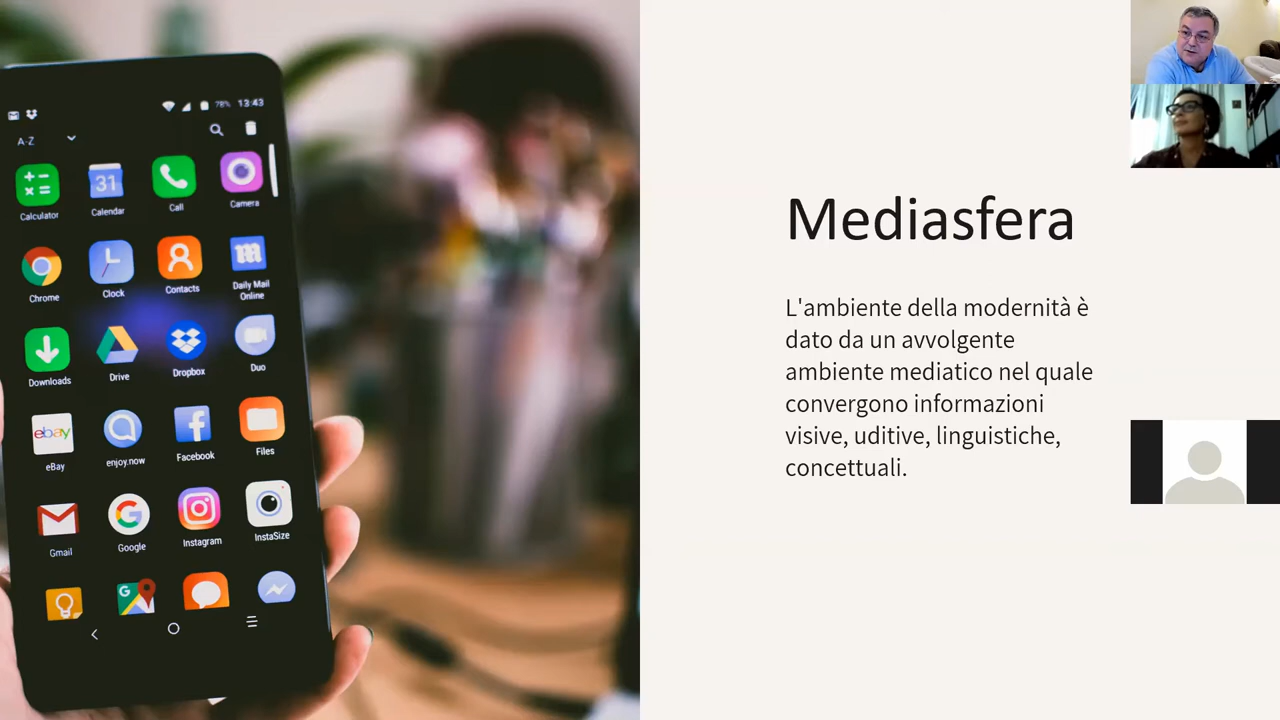 78% 13:43
A-Z
31
Calculator
Calendar
Call
Camera
Chrome
Clock
Contacts
Daily Mail
Online
Downloads
Drive
Dropbox
Duo
ebay
eBay
enjoy.now
Facebook
Files
Gmail
Google
Instagram
InstaSize
Mediasfera
L'ambiente della modernità è
dato da un avvolgente
ambiente mediatico nel quale
convergono informazioni
visive, uditive, linguistiche,
concettuali.